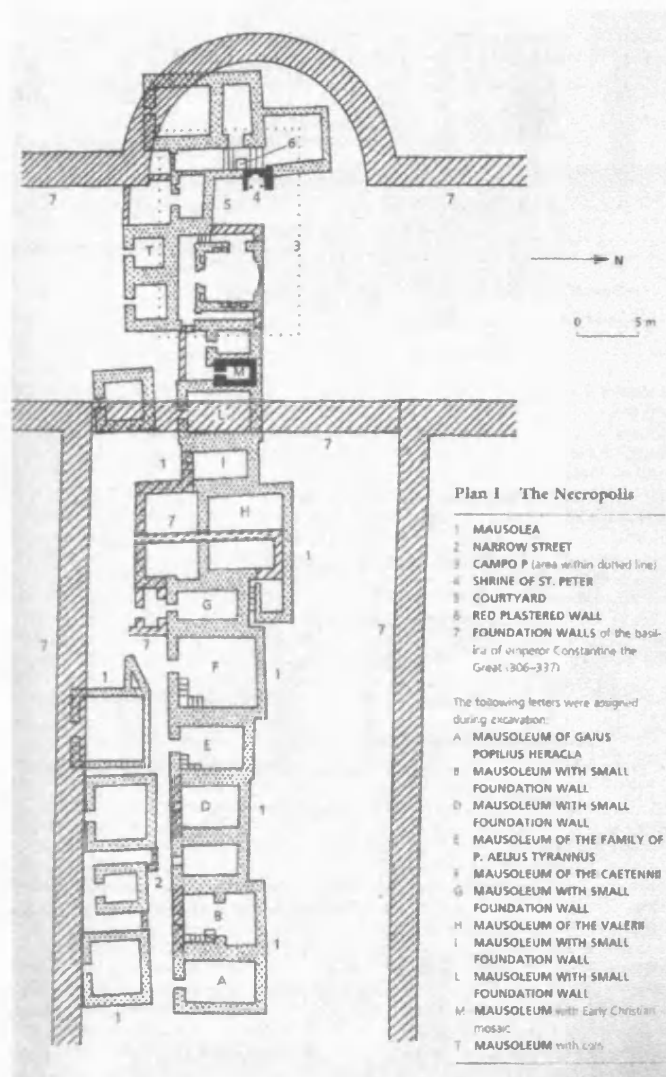 6
7
4
7
5
T
3
N
0 5 m
M
L
7
1
I
7
H
1
G
7
7
7
1
F
1
E
D
1
2
B
1
A
1
Plan I The Necropolis
1 MAUSOLEA
2 NARROW STREET
3 CAMPO P (area within dotted line)
4 SHRINE OF ST. PETER
5 COURTYARD
6 RED PLASTERED WALL
7 FOUNDATION WALLS of the basil-
ica of emperor Constantine the
Great (306–337)
The following letters were assigned
during excavation:
A MAUSOLEUM OF GAIUS
POPILIUS HERACLA
B MAUSOLEUM WITH SMALL
FOUNDATION WALL
D MAUSOLEUM WITH SMALL
FOUNDATION WALL
E MAUSOLEUM OF THE FAMILY OF
P. AELIUS TYRANNUS
F MAUSOLEUM OF THE CAETENNII
G MAUSOLEUM WITH SMALL
FOUNDATION WALL
H MAUSOLEUM OF THE VALERII
I MAUSOLEUM WITH SMALL
FOUNDATION WALL
L MAUSOLEUM WITH SMALL
FOUNDATION WALL
M MAUSOLEUM with Early Christian
mosaic
T MAUSOLEUM with